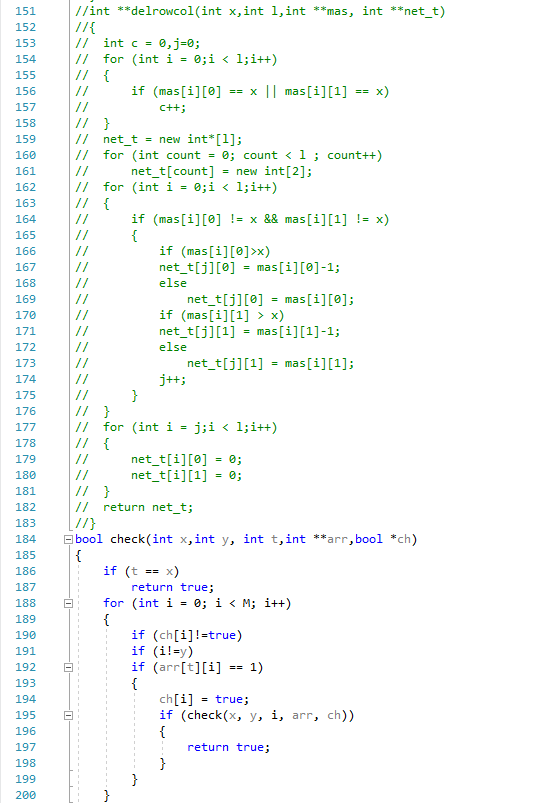 151 //int **delrowcol(int x,int l,int **mas, int **net_t)
152 //{
153 //  int c = 0,j=0;
154 //  for (int i = 0;i < l;i++)
155 //  {
156 //      if (mas[i][0] == x || mas[i][1] == x)
157 //          c++;
158 //  }
159 //  net_t = new int*[l];
160 //  for (int count = 0; count < l ; count++)
161 //      net_t[count] = new int[2];
162 //  for (int i = 0;i < l;i++)
163 //  {
164 //      if (mas[i][0] != x && mas[i][1] != x)
165 //      {
166 //          if (mas[i][0]>x)
167 //          net_t[j][0] = mas[i][0]-1;
168 //          else
169 //              net_t[j][0] = mas[i][0];
170 //          if (mas[i][1] > x)
171 //          net_t[j][1] = mas[i][1]-1;
172 //          else
173 //              net_t[j][1] = mas[i][1];
174 //          j++;
175 //      }
176 //  }
177 //  for (int i = j;i < l;i++)
178 //  {
179 //      net_t[i][0] = 0;
180 //      net_t[i][1] = 0;
181 //  }
182 //  return net_t;
183 //}
184 bool check(int x,int y, int t,int **arr,bool *ch)
185 {
186     if (t == x)
187         return true;
188     for (int i = 0; i < M; i++)
189     {
190         if (ch[i]!=true)
191         if (i!=y)
192         if (arr[t][i] == 1)
193         {
194             ch[i] = true;
195             if (check(x, y, i, arr, ch))
196             {
197                 return true;
198             }
199         }
200     }